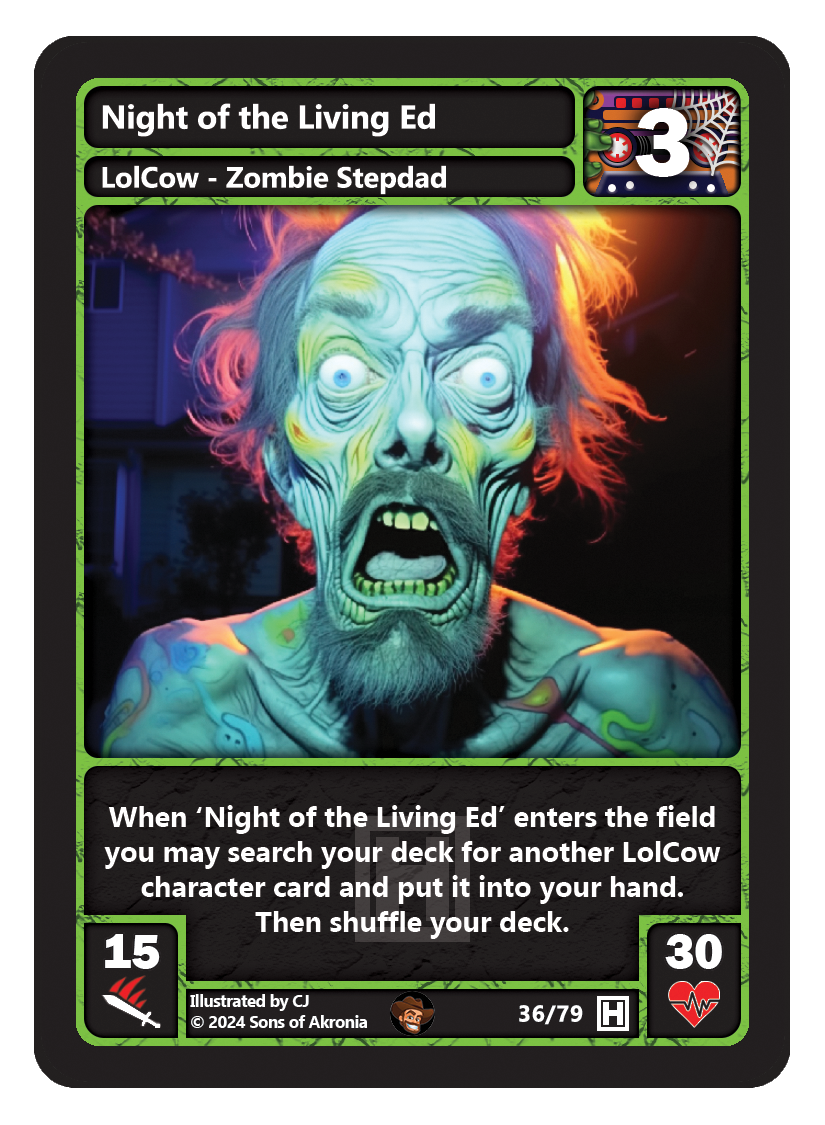 Night of the Living Ed
3
LolCow - Zombie Stepdad
When ‘Night of the Living Ed’ enters the field
you may search your deck for another LolCow
character card and put it into your hand.
Then shuffle your deck.
15
30
Illustrated by CJ
© 2024 Sons of Akronia
36/79
H